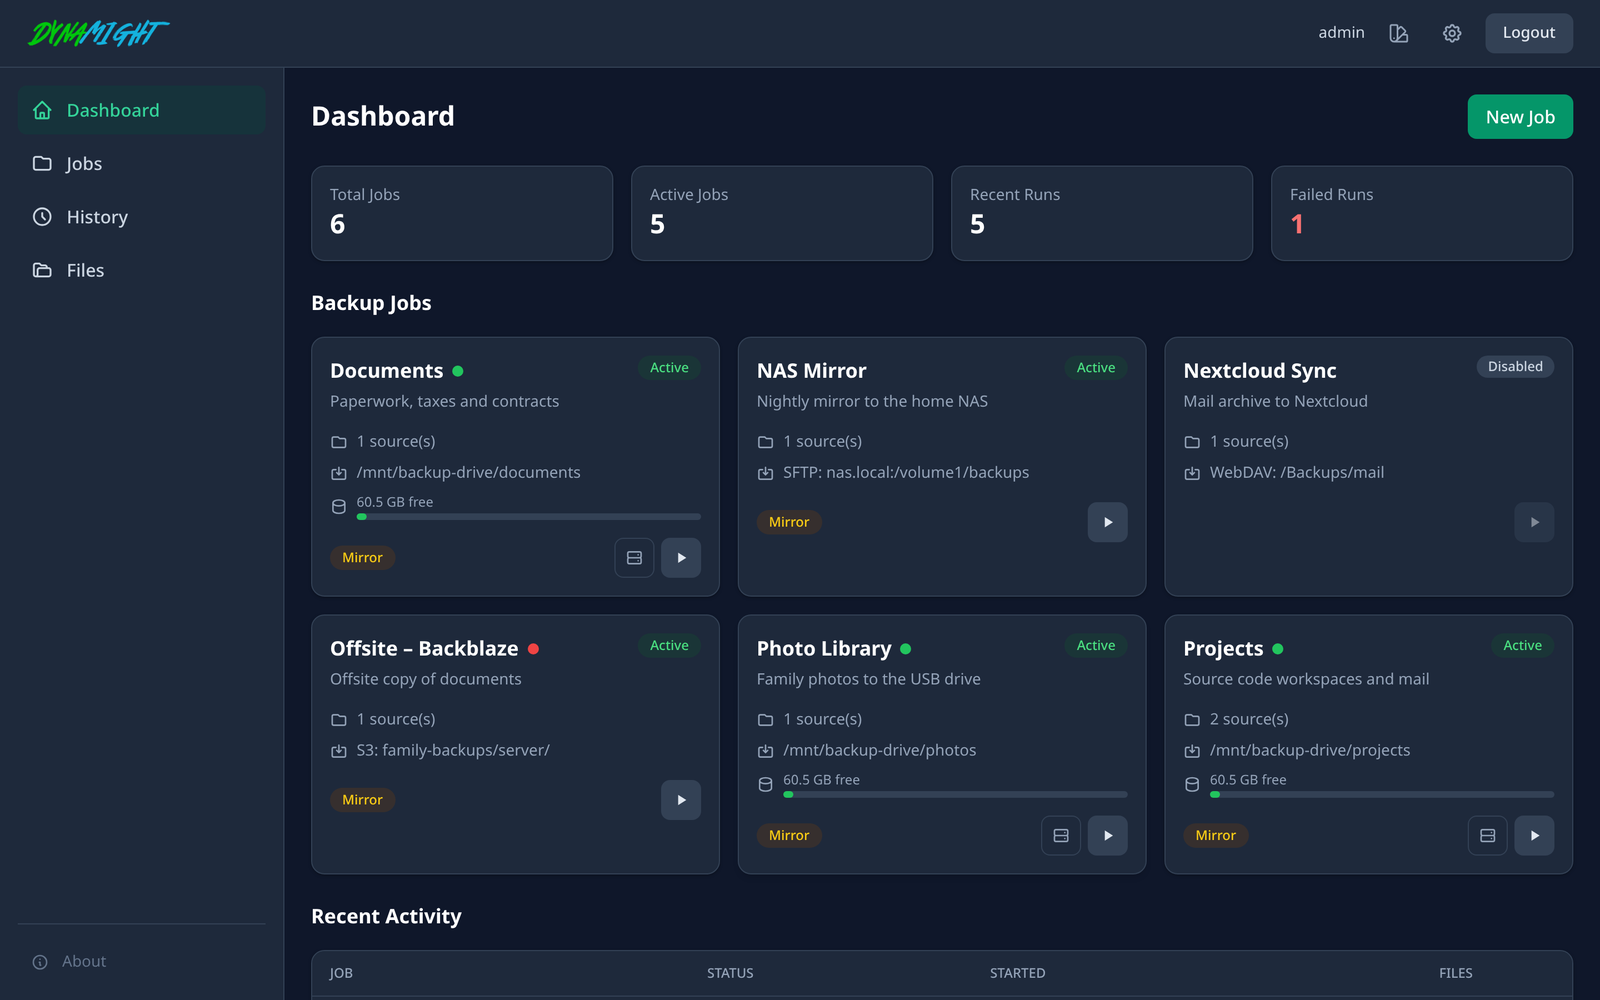 DYNAMIGHT
admin
Logout
Dashboard
Jobs
History
Files
About
Dashboard
New Job
Total Jobs
6
Active Jobs
5
Recent Runs
5
Failed Runs
1
Backup Jobs
Documents
Active
Paperwork, taxes and contracts
1 source(s)
/mnt/backup-drive/documents
60.5 GB free
Mirror
NAS Mirror
Active
Nightly mirror to the home NAS
1 source(s)
SFTP: nas.local:/volume1/backups
Mirror
Nextcloud Sync
Disabled
Mail archive to Nextcloud
1 source(s)
WebDAV: /Backups/mail
Offsite – Backblaze
Active
Offsite copy of documents
1 source(s)
S3: family-backups/server/
Mirror
Photo Library
Active
Family photos to the USB drive
1 source(s)
/mnt/backup-drive/photos
60.5 GB free
Mirror
Projects
Active
Source code workspaces and mail
2 source(s)
/mnt/backup-drive/projects
60.5 GB free
Mirror
Recent Activity
JOB STATUS STARTED FILES